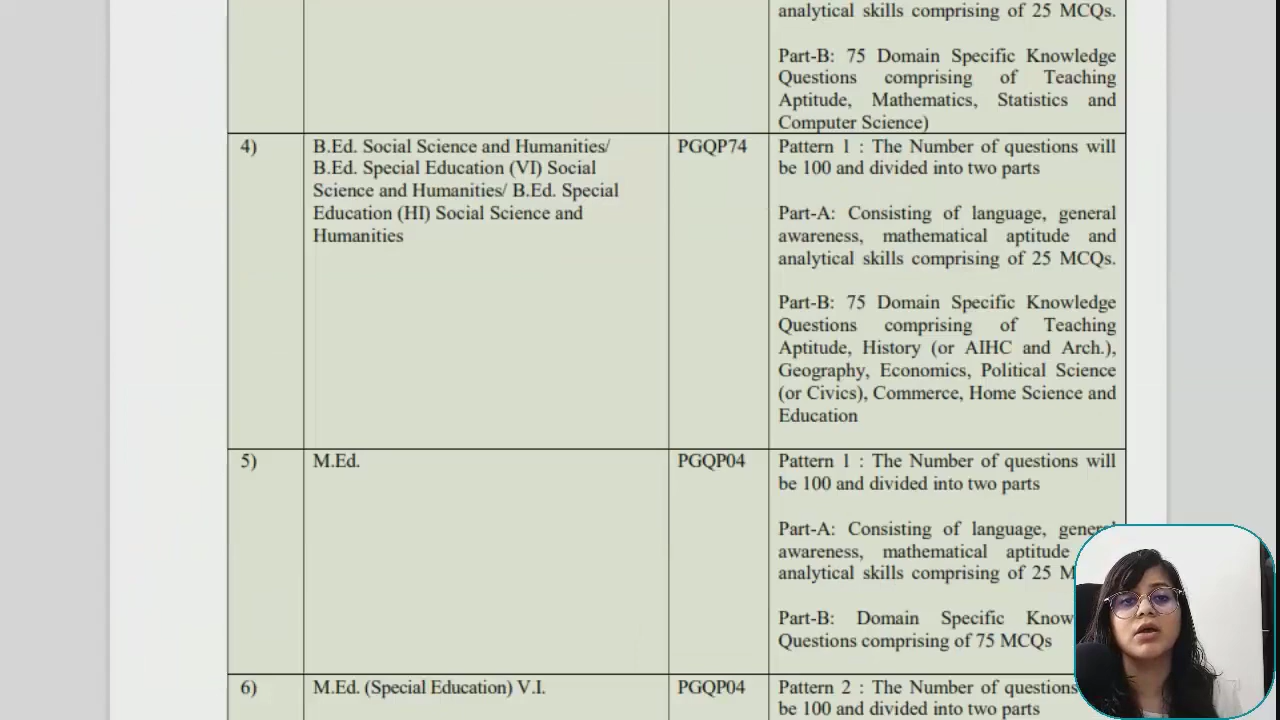 analytical skills comprising of 25 MCQs.
Part-B: 75 Domain Specific Knowledge
Questions comprising of Teaching
Aptitude, Mathematics, Statistics and
Computer Science)
4)
B.Ed. Social Science and Humanities/
B.Ed. Special Education (VI) Social
Science and Humanities/ B.Ed. Special
Education (HI) Social Science and
Humanities
PGQP74
Pattern 1 : The Number of questions will
be 100 and divided into two parts
Part-A: Consisting of language, general
awareness, mathematical aptitude and
analytical skills comprising of 25 MCQs.
Part-B: 75 Domain Specific Knowledge
Questions comprising of Teaching
Aptitude, History (or AIHC and Arch.),
Geography, Economics, Political Science
(or Civics), Commerce, Home Science and
Education
5)
M.Ed.
PGQP04
Pattern 1 : The Number of questions will
be 100 and divided into two parts
Part-A: Consisting of language, general
awareness, mathematical aptitude
analytical skills comprising of 25 M
Part-B: Domain Specific Know
Questions comprising of 75 MCQs
6)
M.Ed. (Special Education) V.I.
PGQP04
Pattern 2 : The Number of questions
be 100 and divided into two parts